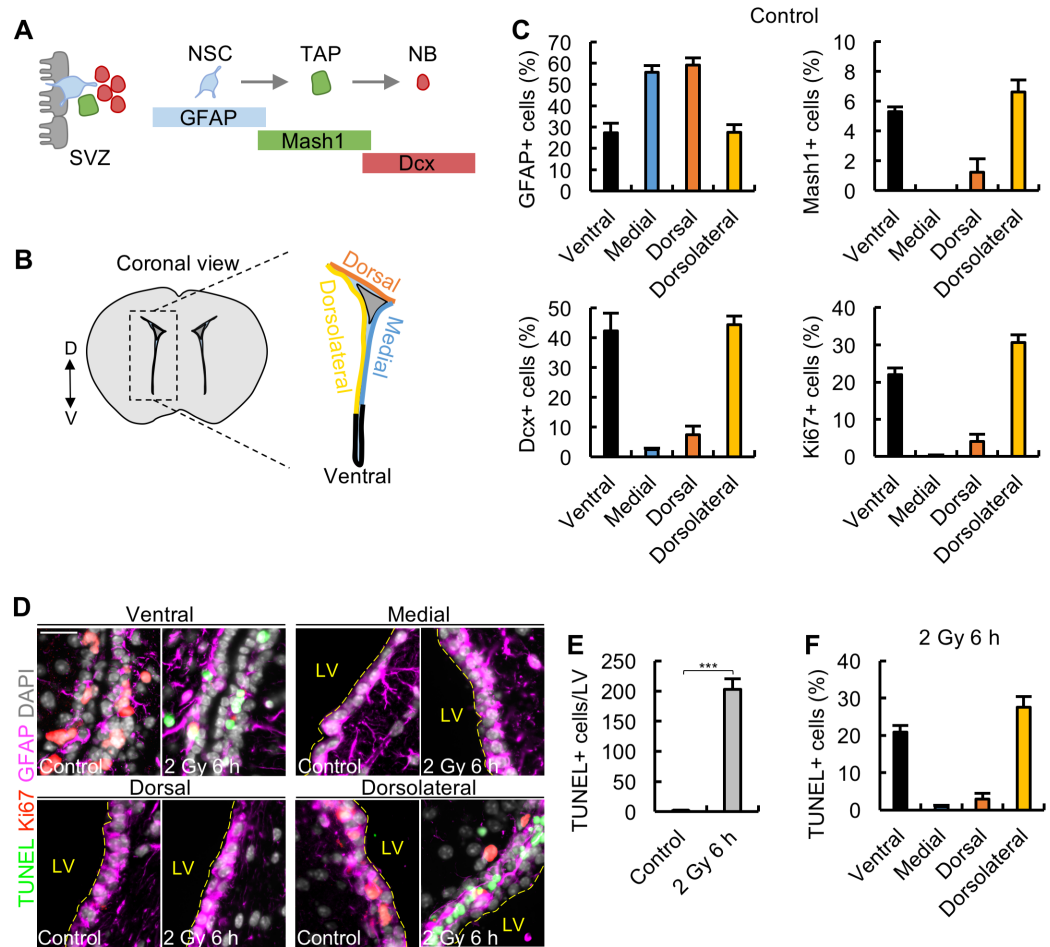 A
NSC
TAP
NB
GFAP
Mash1
Dcx
SVZ
B
Coronal view
D
V
Dorsal
Dorsolateral
Medial
Ventral
C
Control
GFAP+ cells (%)
70
60
50
40
30
20
10
0
Ventral
Medial
Dorsal
Dorsolateral
Mash1+ cells (%)
10
8
6
4
2
0
Ventral
Medial
Dorsal
Dorsolateral
Dcx+ cells (%)
50
40
30
20
10
0
Ventral
Medial
Dorsal
Dorsolateral
Ki67+ cells (%)
40
30
20
10
0
Ventral
Medial
Dorsal
Dorsolateral
D
TUNEL Ki67 GFAP DAPI
Ventral
Control
2 Gy 6 h
Medial
LV
Control
LV
2 Gy 6 h
Dorsal
LV
Control
LV
2 Gy 6 h
Dorsolateral
LV
Control
LV
2 Gy 6 h
E
TUNEL+ cells/LV
250
200
150
100
50
0
***
Control
2 Gy 6 h
F
2 Gy 6 h
TUNEL+ cells (%)
40
30
20
10
0
Ventral
Medial
Dorsal
Dorsolateral